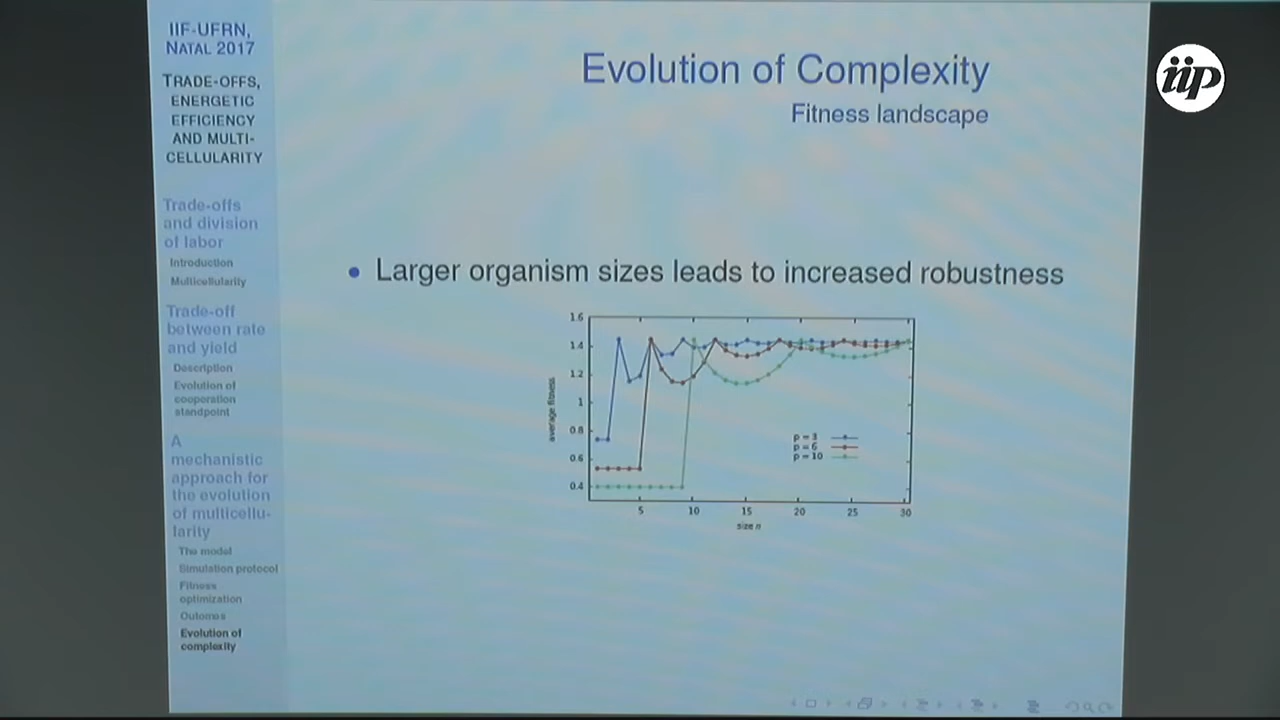 IIF-UFRN,
NATAL 2017
TRADE-OFFS,
ENERGETIC
EFFICIENCY
AND MULTI-
CELLULARITY
Trade-offs
and division
of labor
Introduction
Multicellularity
Trade-off
between rate
and yield
Description
Evolution of
cooperation
standpoint
A
mechanistic
approach for
the evolution
of multicellu-
larity
The model
Simulation protocol
Fitness
optimization
Outomes
Evolution of
complexity
Evolution of Complexity
Fitness landscape
• Larger organism sizes leads to increased robustness
1.6
1.4
1.2
1
0.8
0.6
0.4
average fitness
p = 3
p = 6
p = 10
5 10 15 20 25 30
size n
iip